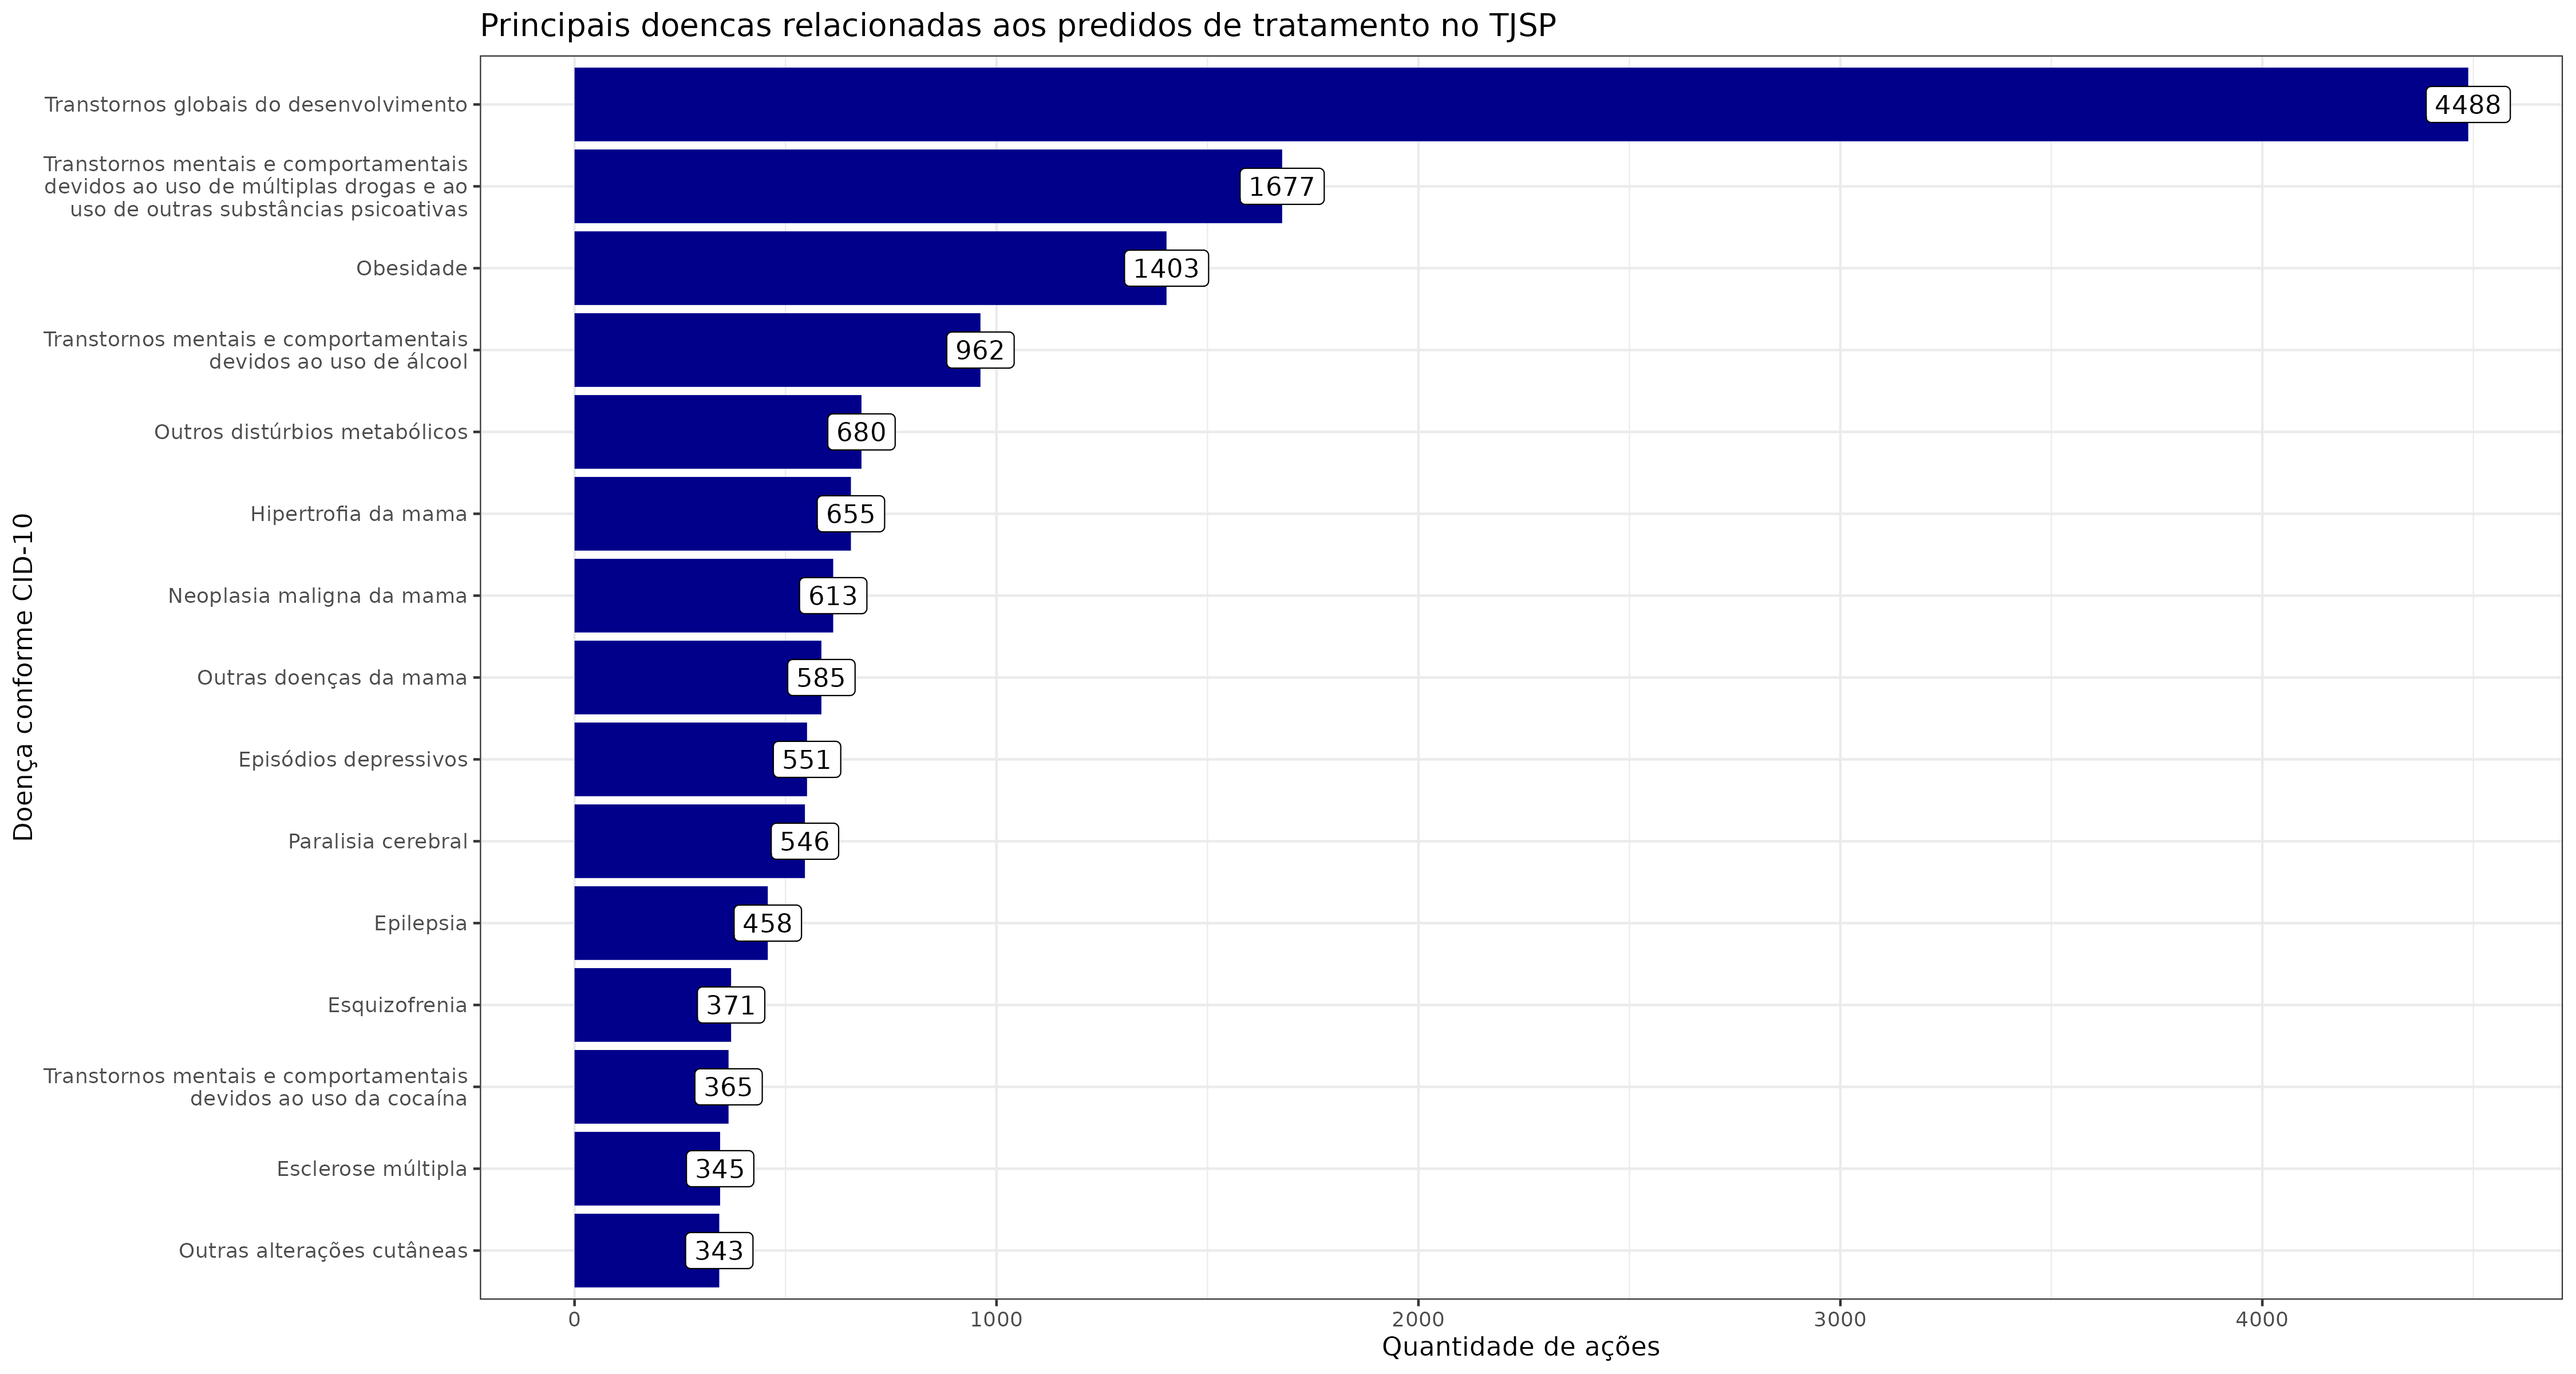 Principais doencas relacionadas aos predidos de tratamento no TJSP
Doença conforme CID-10
Transtornos globais do desenvolvimento
4488
Transtornos mentais e comportamentais
devidos ao uso de múltiplas drogas e ao
uso de outras substâncias psicoativas
1677
Obesidade
1403
Transtornos mentais e comportamentais
devidos ao uso de álcool
962
Outros distúrbios metabólicos
680
Hipertrofia da mama
655
Neoplasia maligna da mama
613
Outras doenças da mama
585
Episódios depressivos
551
Paralisia cerebral
546
Epilepsia
458
Esquizofrenia
371
Transtornos mentais e comportamentais
devidos ao uso da cocaína
365
Esclerose múltipla
345
Outras alterações cutâneas
343
0 1000 2000 3000 4000
Quantidade de ações